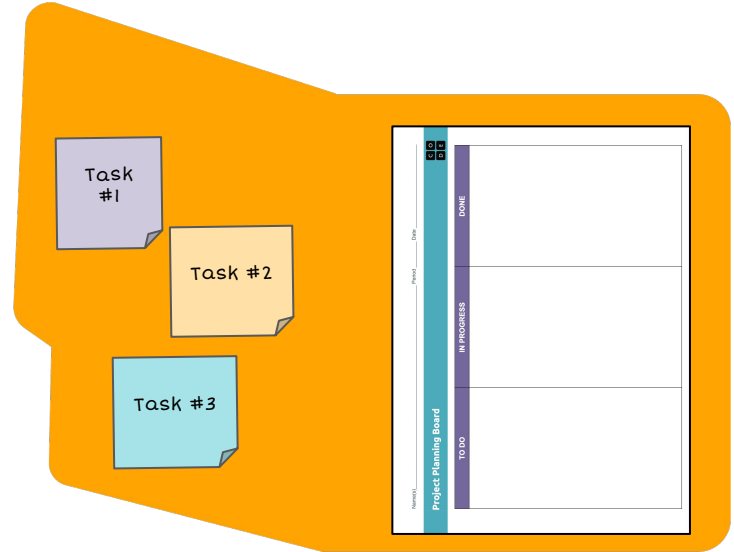 Task
#1
Task #2
Task #3
Name(s) Period Date
Project Planning Board
C O
D E
TO DO
IN PROGRESS
DONE